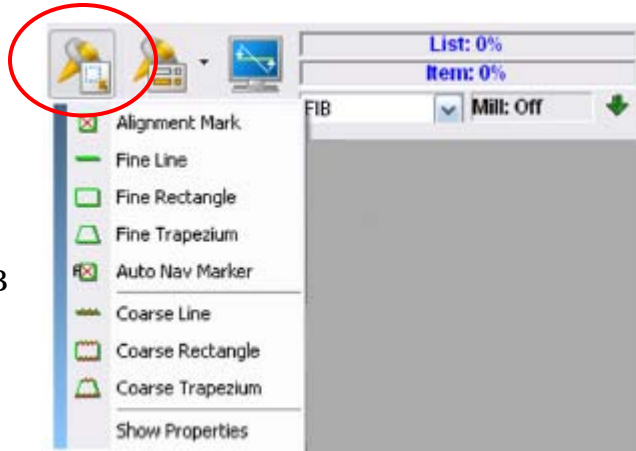 List: 0%
Item: 0%
FIB
Mill: Off
Alignment Mark
Fine Line
Fine Rectangle
Fine Trapezium
Auto Nav Marker
Coarse Line
Coarse Rectangle
Coarse Trapezium
Show Properties